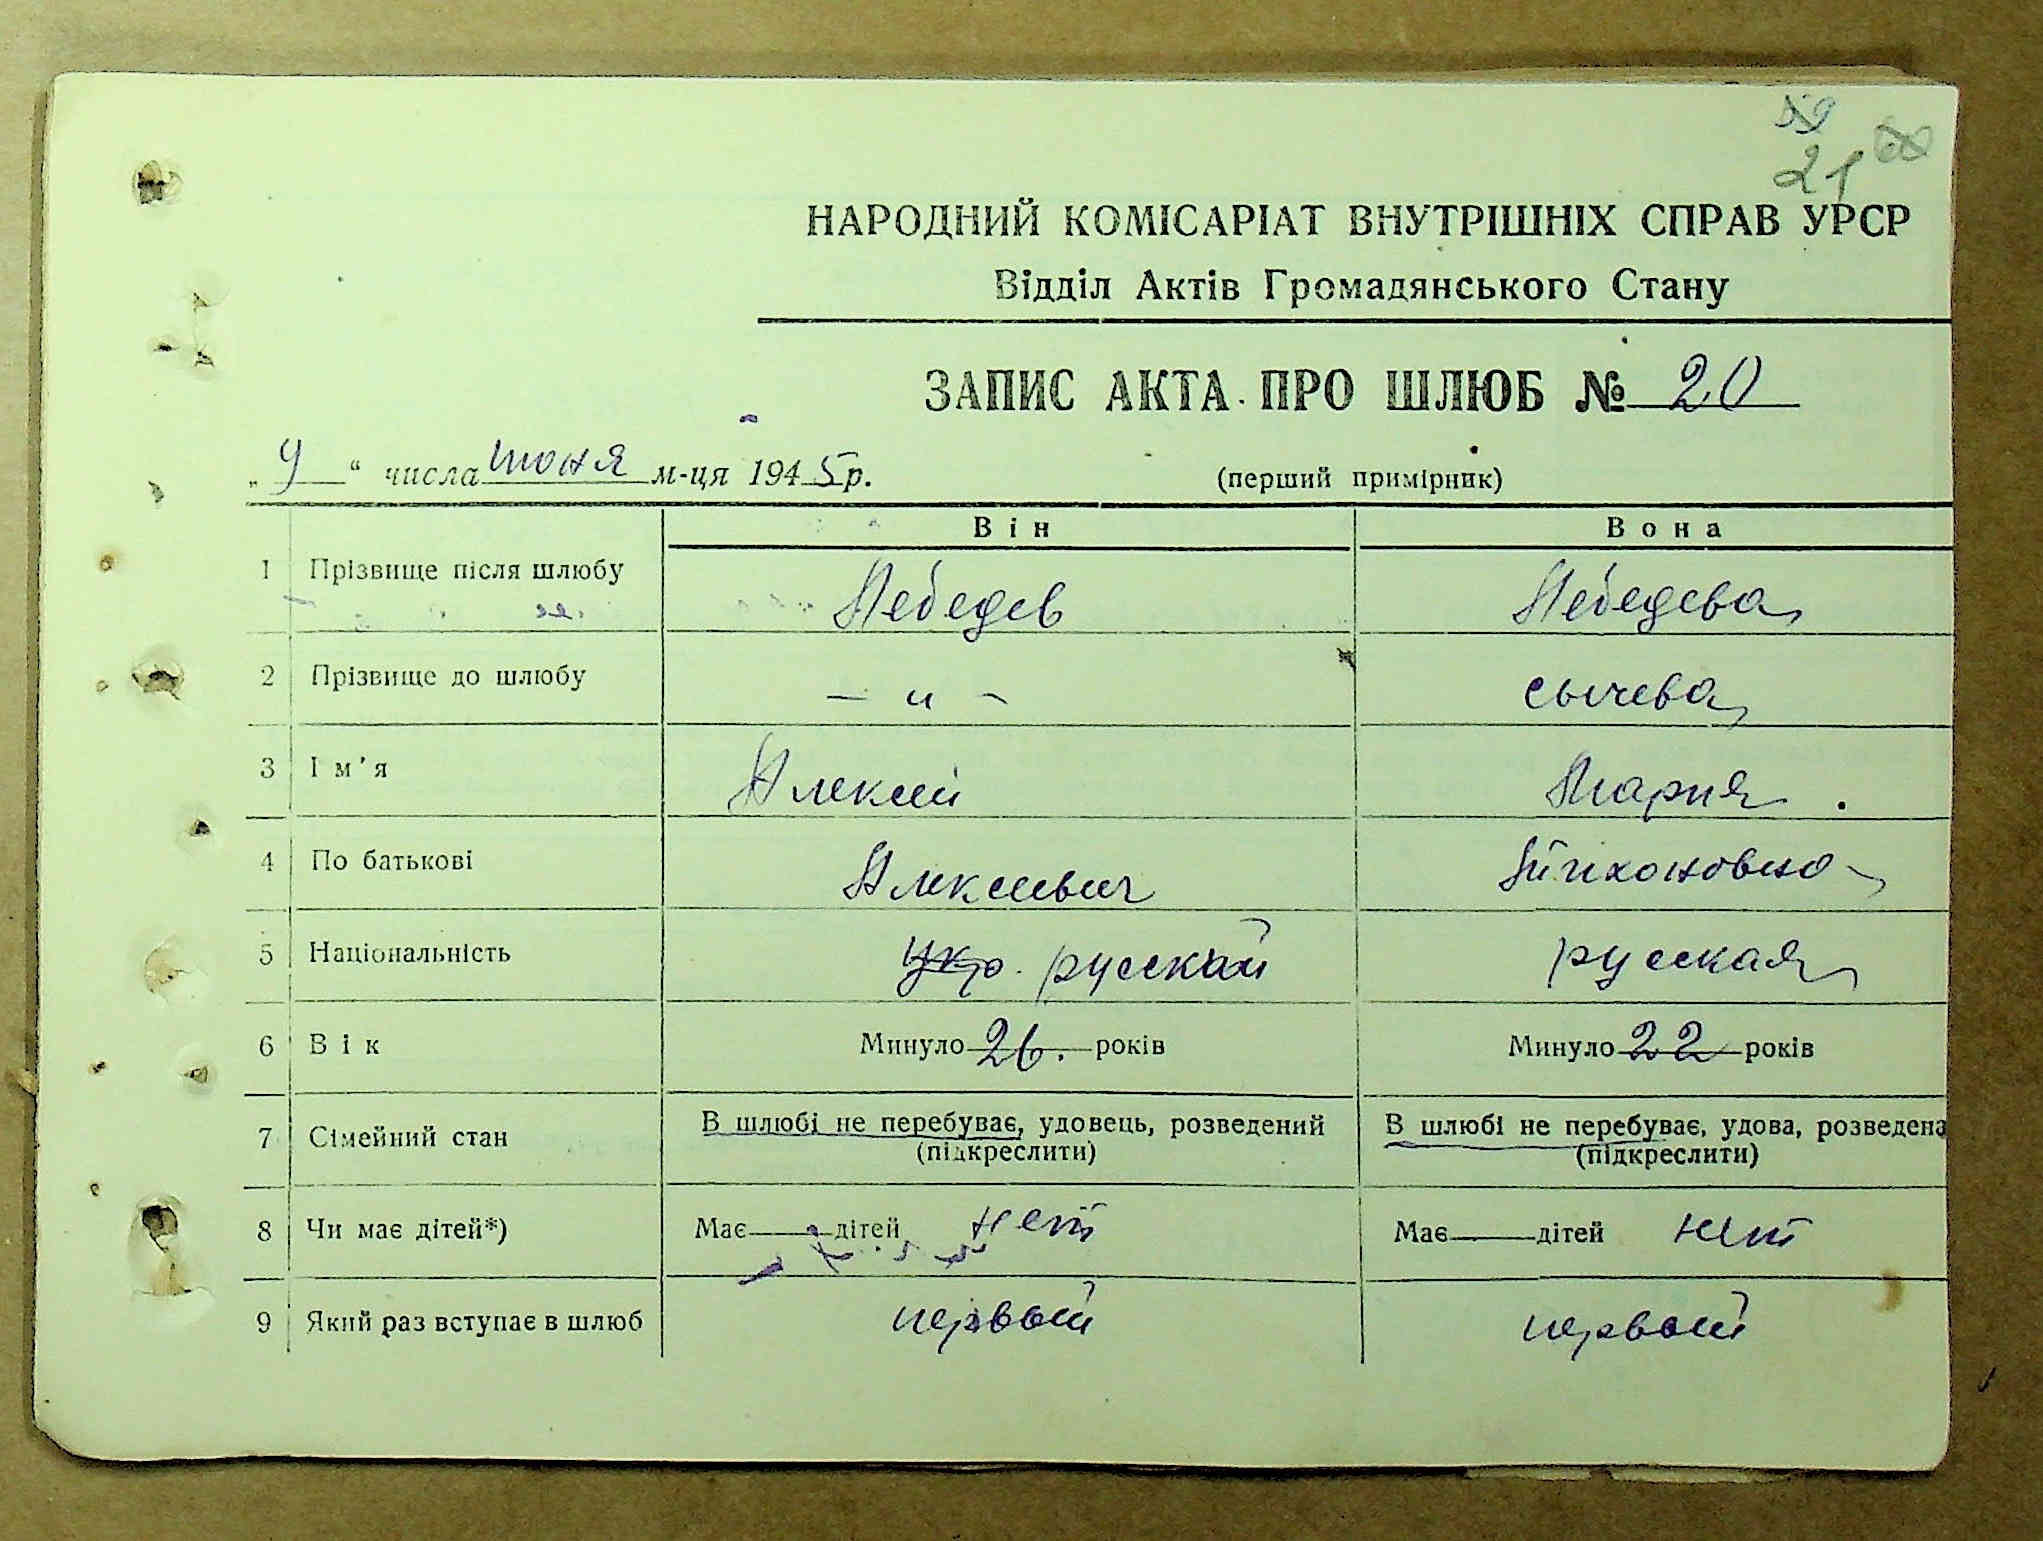 21
НАРОДНИЙ КОМІСАРІАТ ВНУТРІШНІХ СПРАВ УРСР
Відділ Актів Громадянського Стану
ЗАПИС АКТА ПРО ШЛЮБ № 20
„ 9 “ числа июня м-ця 1945 р. (перший примірник)
Він Вона
1 Прізвище після шлюбу Лебедев Лебедева
2 Прізвище до шлюбу — и — Сычева
3 Ім'я Алексей Мария
4 По батькові Алексеевич Тихоновна
5 Національність укр. русский русская
6 Вік Минуло 26. років Минуло 22 років
7 Сімейний стан В шлюбі не перебуває, удовець, розведений (підкреслити) В шлюбі не перебуває, удова, розведена (підкреслити)
8 Чи має дітей*) Має дітей нет Має дітей нет
9 Який раз вступає в шлюб первый первый